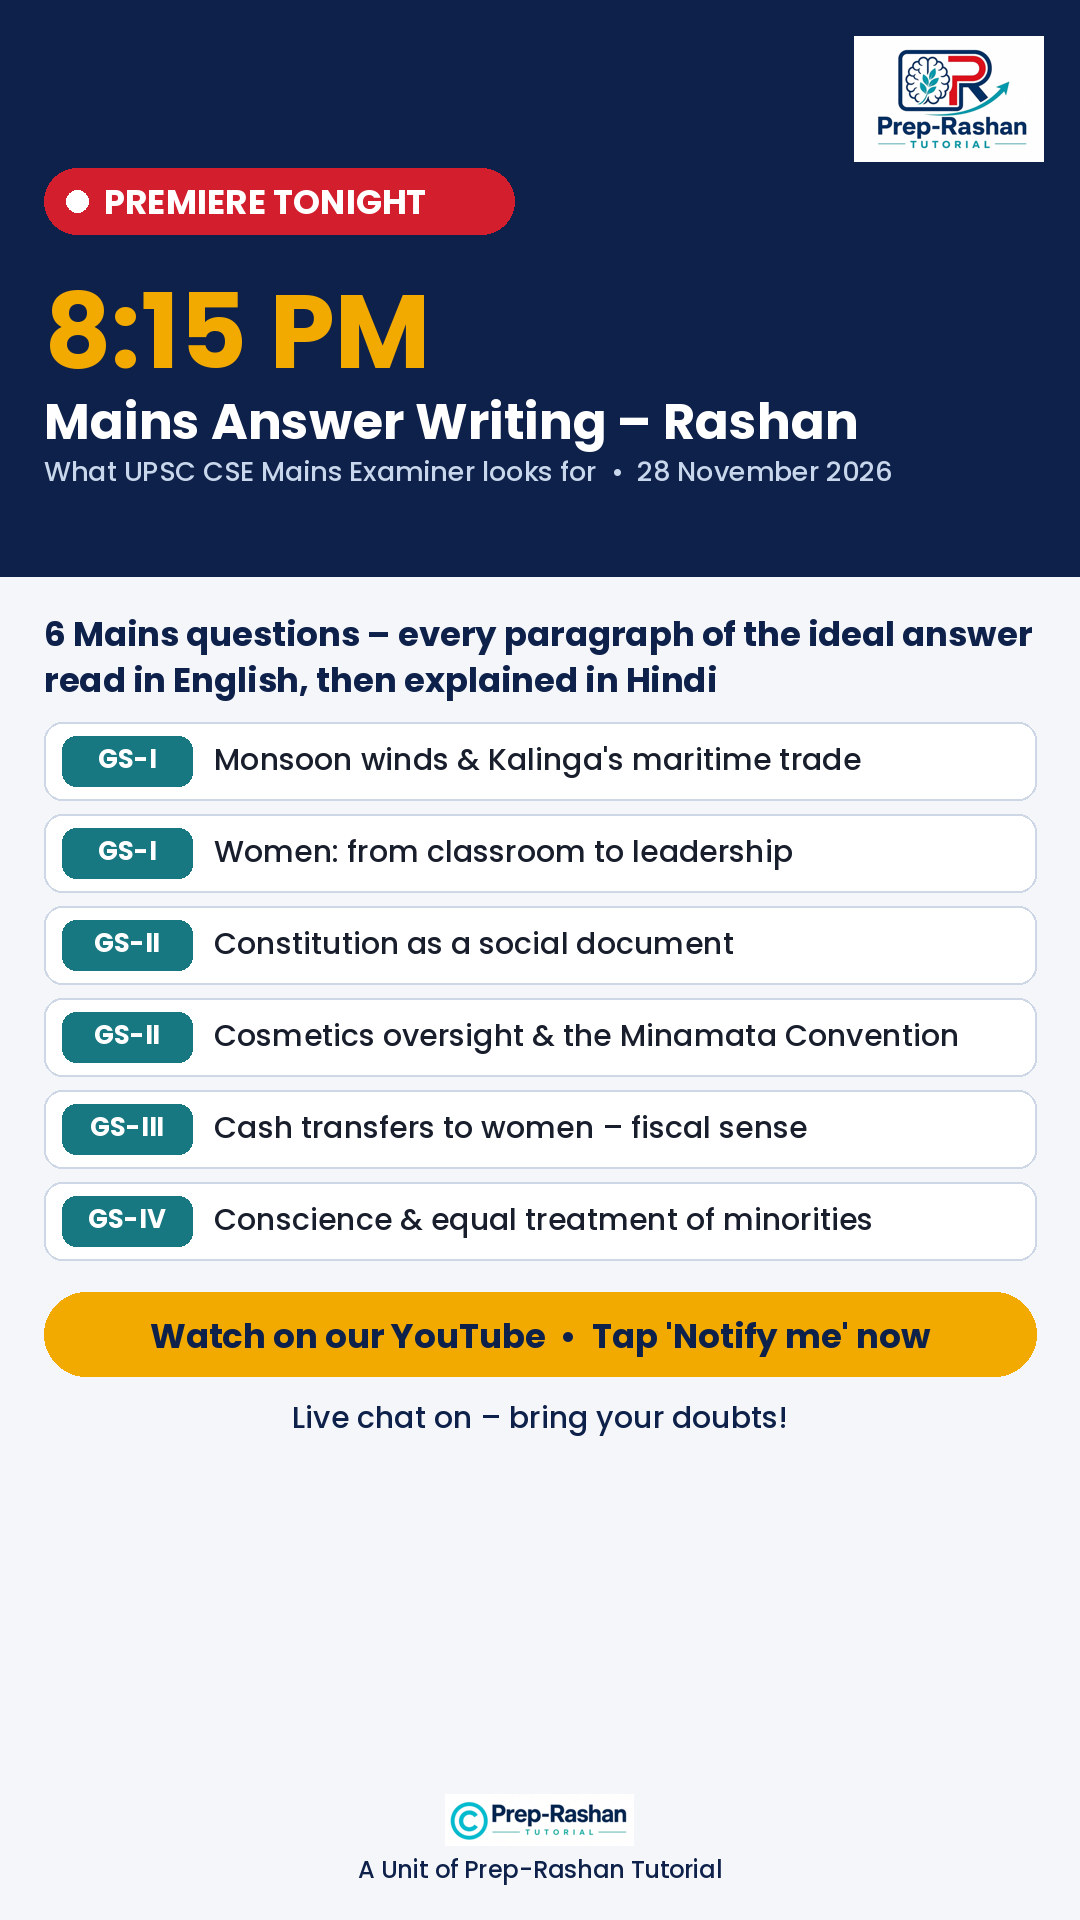 Prep-Rashan
TUTORIAL
PREMIERE TONIGHT
8:15 PM
Mains Answer Writing – Rashan
What UPSC CSE Mains Examiner looks for • 28 November 2026
6 Mains questions – every paragraph of the ideal answer
read in English, then explained in Hindi
GS-I Monsoon winds & Kalinga's maritime trade
GS-I Women: from classroom to leadership
GS-II Constitution as a social document
GS-II Cosmetics oversight & the Minamata Convention
GS-III Cash transfers to women – fiscal sense
GS-IV Conscience & equal treatment of minorities
Watch on our YouTube • Tap 'Notify me' now
Live chat on – bring your doubts!
© Prep-Rashan
TUTORIAL
A Unit of Prep-Rashan Tutorial